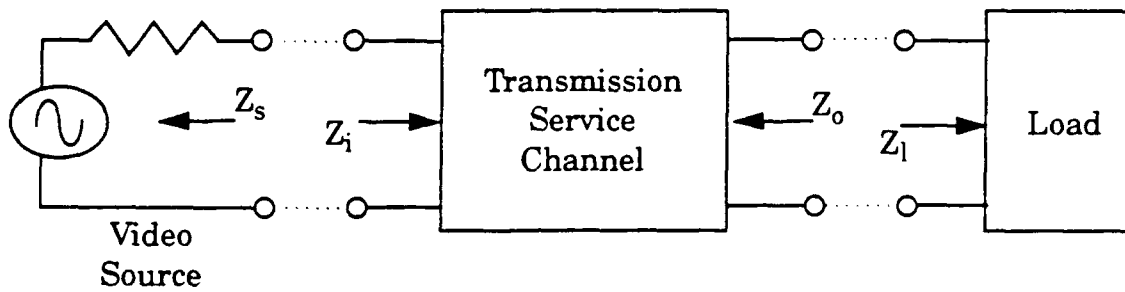 Z_s
Z_i
Transmission
Service
Channel
Z_o
Z_l
Load
Video
Source